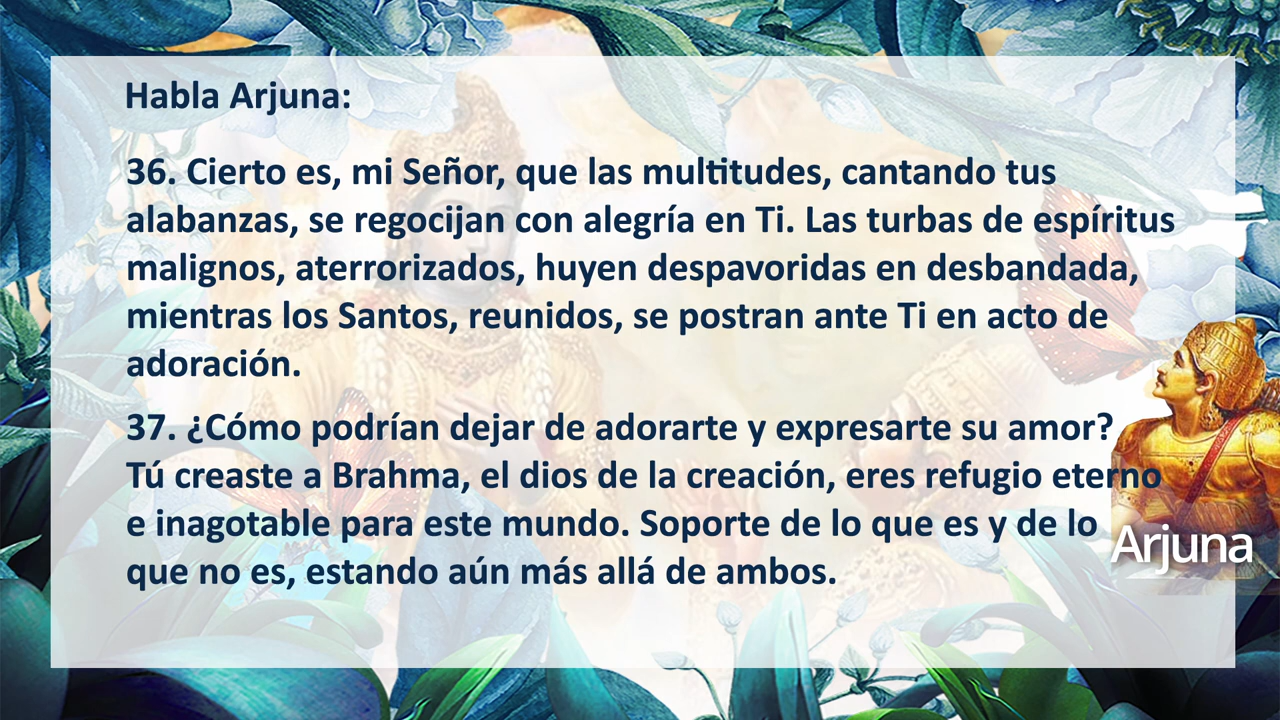 Habla Arjuna:
36. Cierto es, mi Señor, que las multitudes, cantando tus
alabanzas, se regocijan con alegría en Ti. Las turbas de espíritus
malignos, aterrorizados, huyen despavoridas en desbandada,
mientras los Santos, reunidos, se postran ante Ti en acto de
adoración.
37. ¿Cómo podrían dejar de adorarte y expresarte su amor?
Tú creaste a Brahma, el dios de la creación, eres refugio eterno
e inagotable para este mundo. Soporte de lo que es y de lo
que no es, estando aún más allá de ambos.
Arjuna